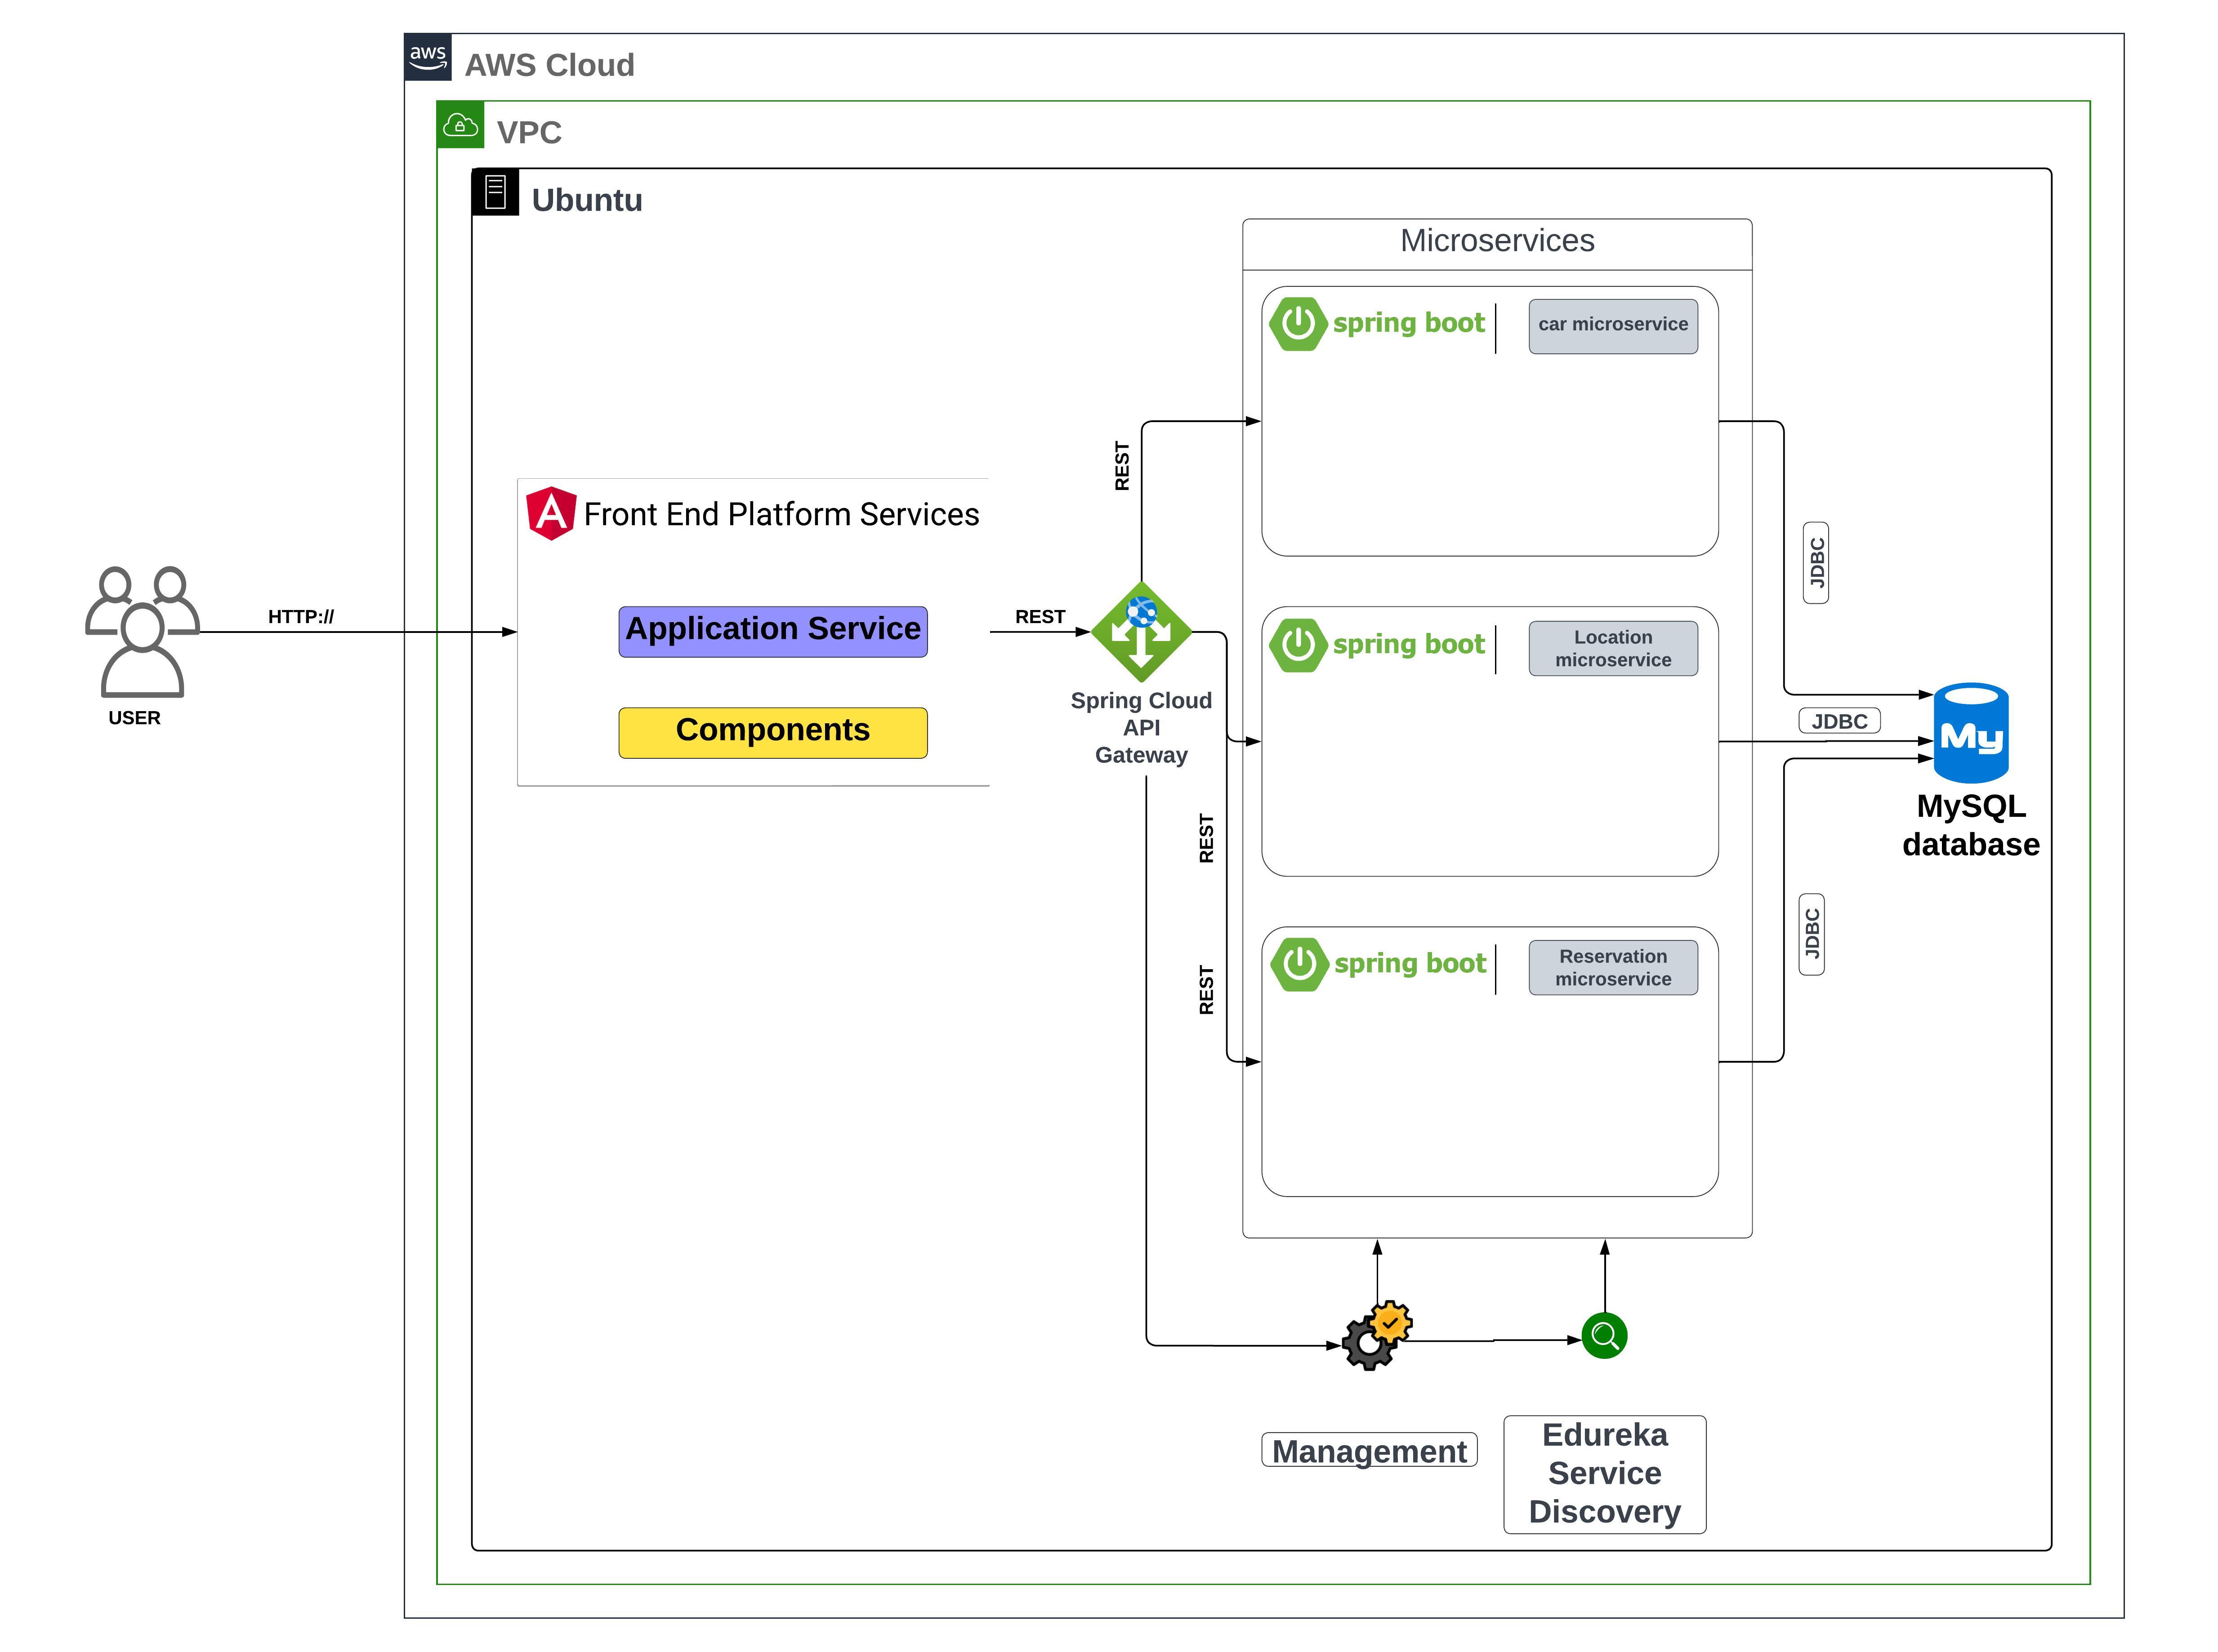 aws
AWS Cloud
VPC
Ubuntu
Microservices
spring boot
car microservice
REST
JDBC
Front End Platform Services
HTTP://
Application Service
REST
spring boot
Location
microservice
USER
Components
Spring Cloud
API
Gateway
JDBC
My
MySQL
database
REST
JDBC
spring boot
Reservation
microservice
REST
Management
Edureka
Service
Discovery